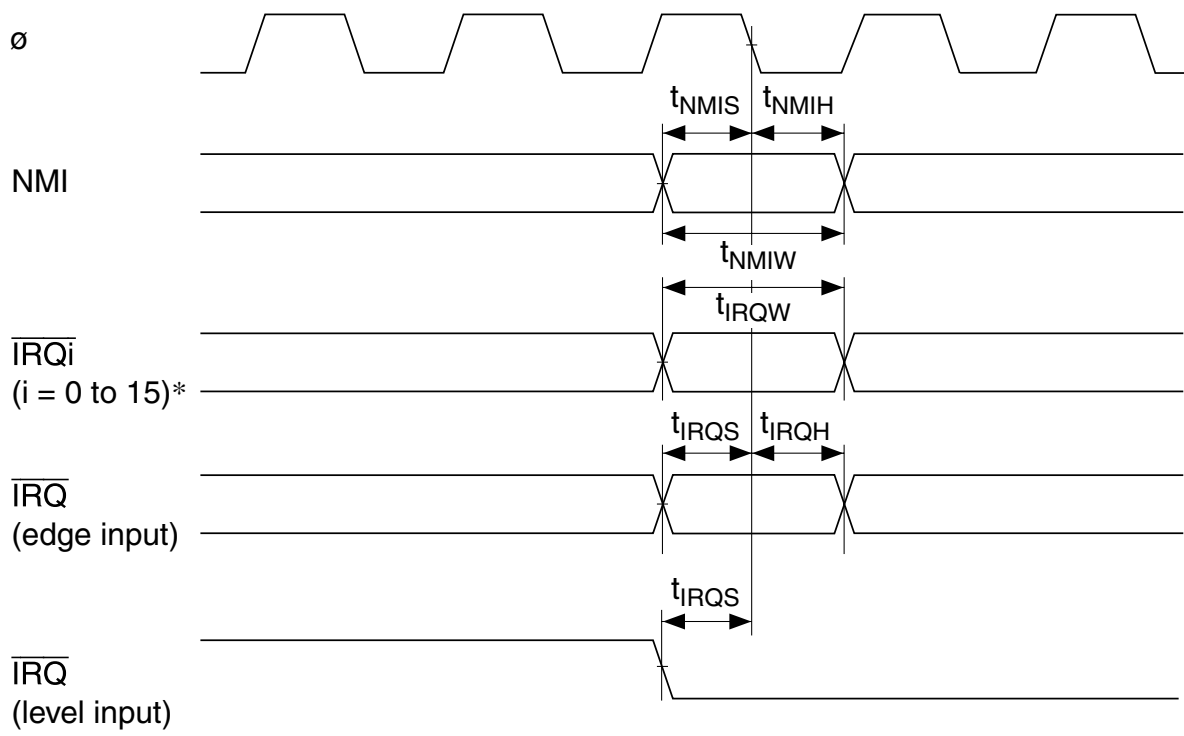 ø
tNMIS tNMIH
NMI
tNMIW
tIRQW
IRQi
(i = 0 to 15)*
tIRQS tIRQH
IRQ
(edge input)
tIRQS
IRQ
(level input)